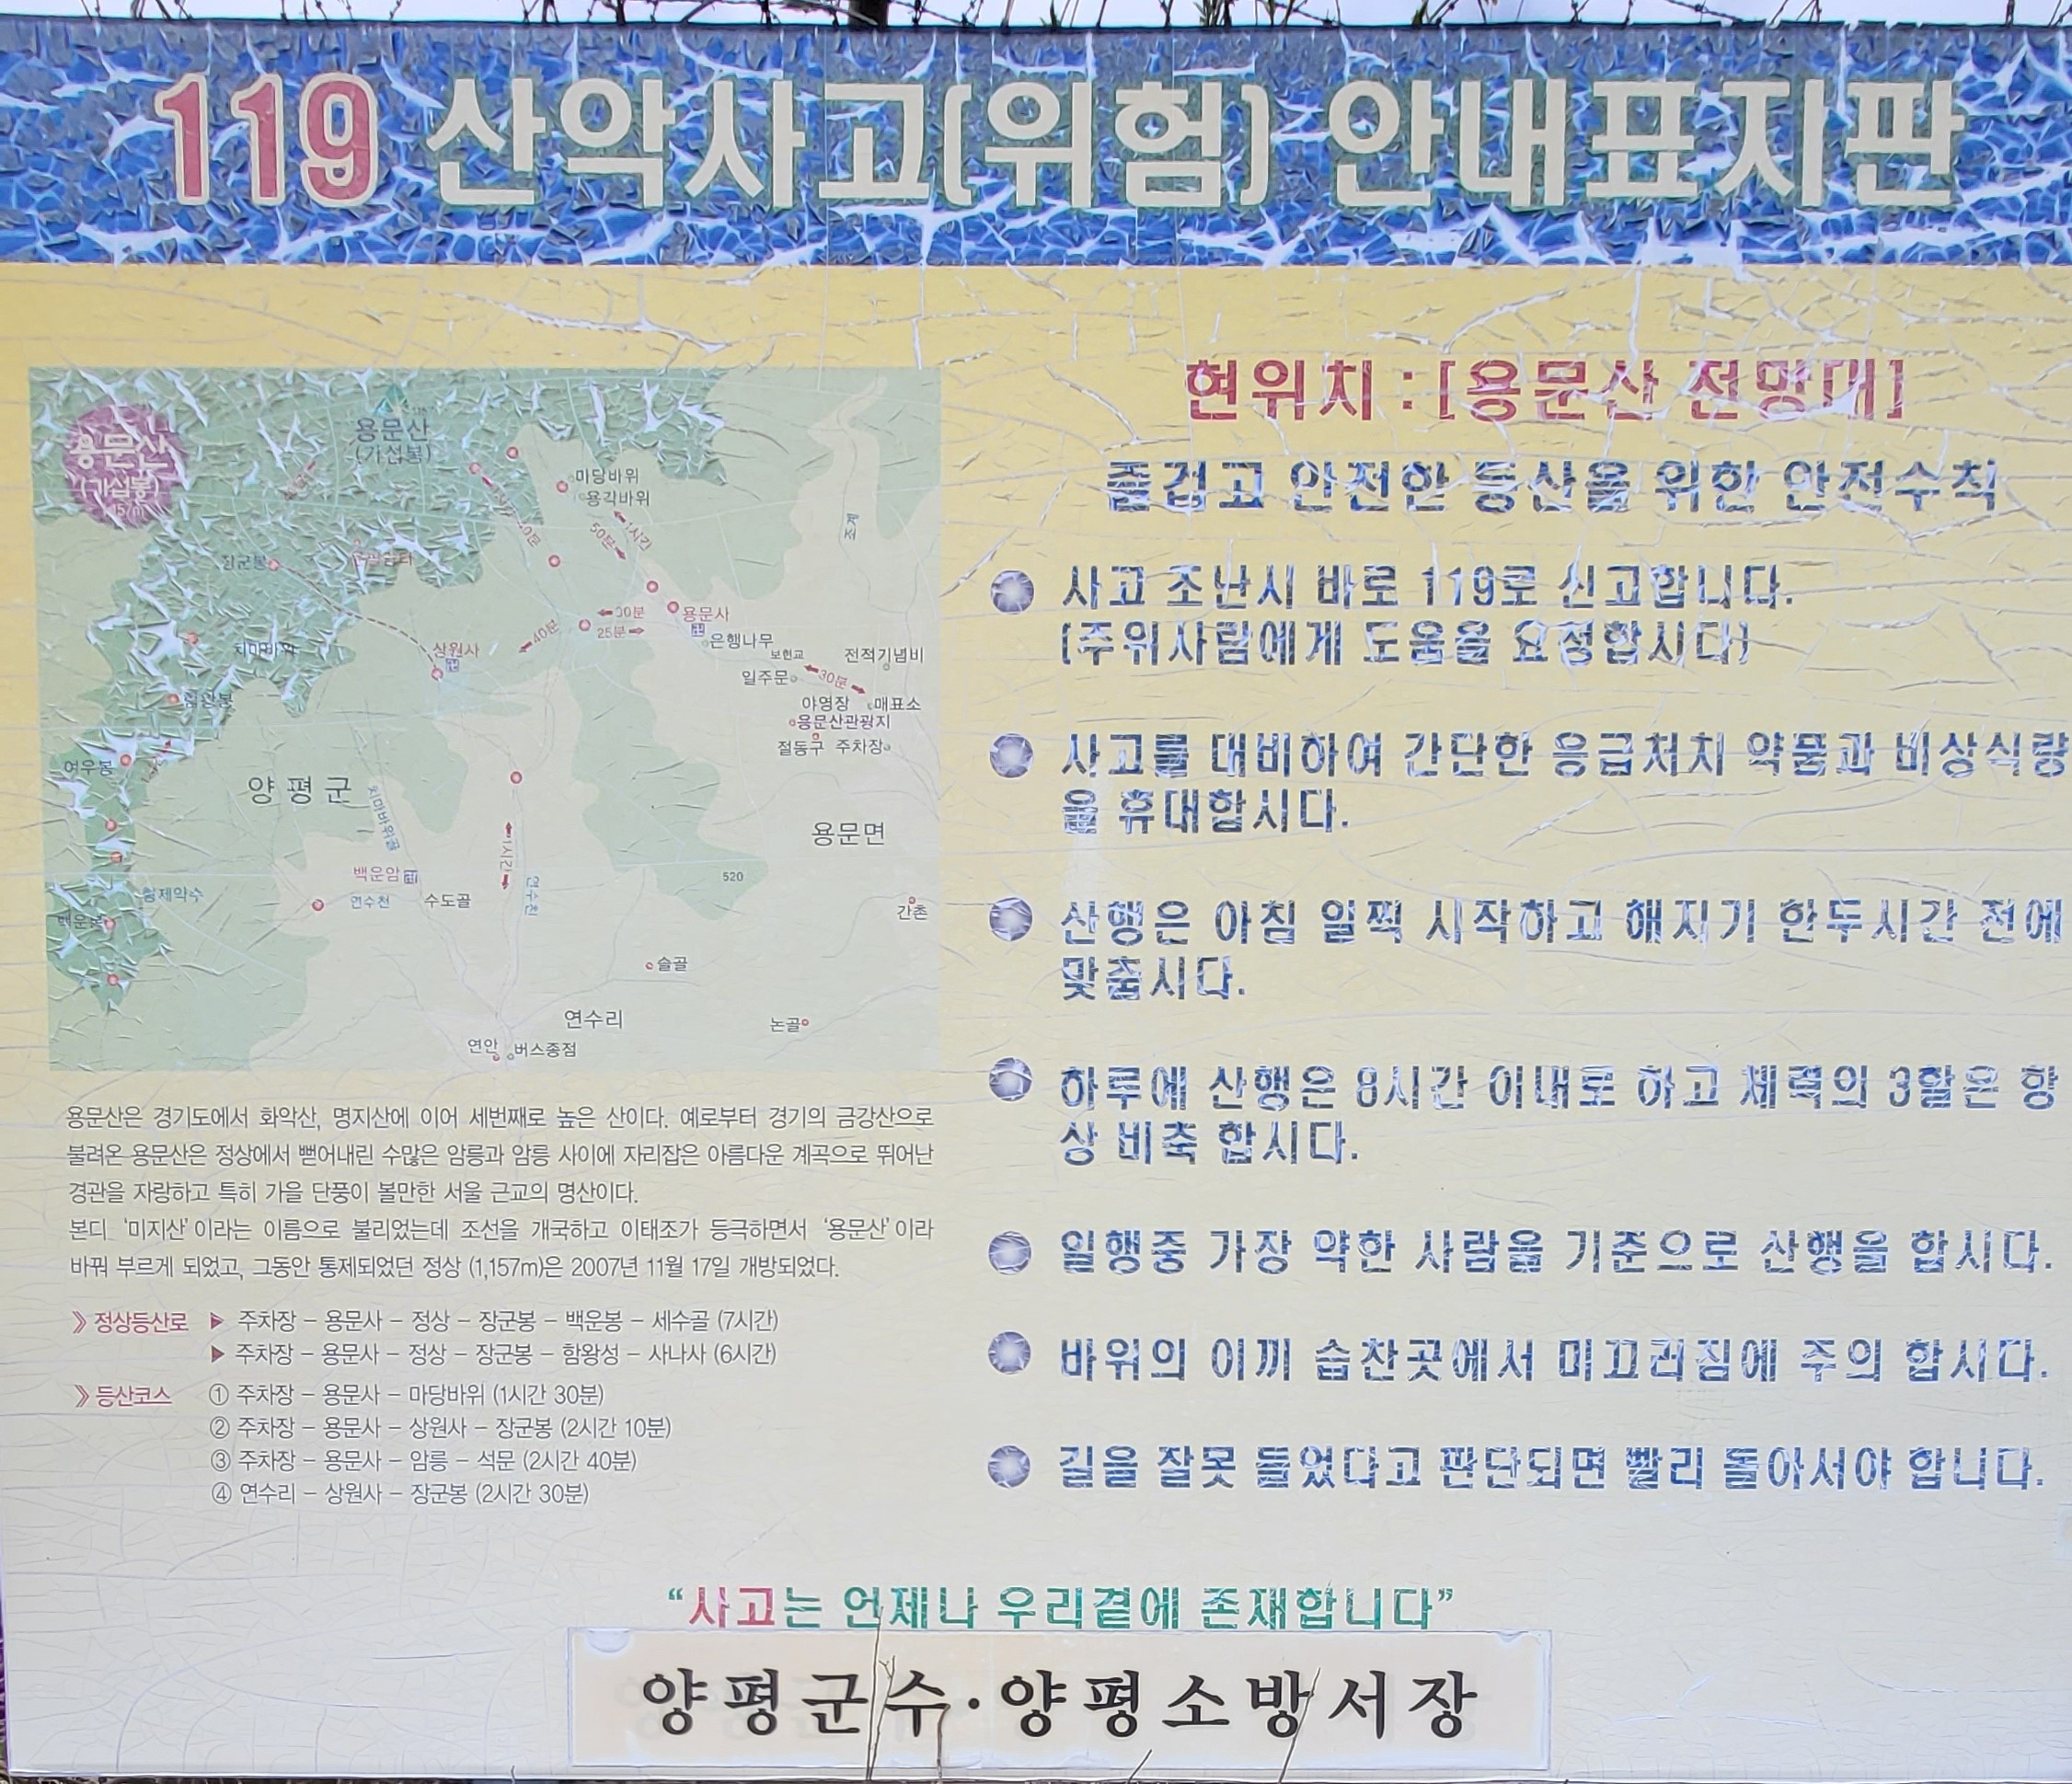 119 산악사고(위험) 안내표지판
현위치 : [용문산 전망대]
즐겁고 안전한 등산을 위한 안전수칙
사고 조난시 바로 119로 신고합니다.
(주위사람에게 도움을 요청합시다)
사고를 대비하여 간단한 응급처치 약품과 비상식량
을 휴대합시다.
산행은 아침 일찍 시작하고 해지기 한두시간 전에
맞춥시다.
하루에 산행은 8시간 이내로 하고 체력의 3할은 항
상 비축 합시다.
일행중 가장 약한 사람을 기준으로 산행을 합시다.
바위의 이끼 습찬곳에서 미끄러짐에 주의 합시다.
길을 잘못 들었다고 판단되면 빨리 돌아서야 합니다.
용문산
(가섭봉)
용문산
(가섭봉)
마당바위
용각바위
50분
1시간
장군봉
용문사
30분
25분
40분
은행나무
상원사
보현교
전적기념비
일주문
30분
야영장
매표소
용문산관광지
절동구
주차장
함왕봉
여우봉
양평군
용문면
1시간
백운암
연수천
수도골
연수천
520
형제약수
백운봉
간촌
슬골
연수리
논골
연안
버스종점
용문산은 경기도에서 화악산, 명지산에 이어 세번째로 높은 산이다. 예로부터 경기의 금강산으로
불려온 용문산은 정상에서 뻗어내린 수많은 암릉과 암릉 사이에 자리잡은 아름다운 계곡으로 뛰어난
경관을 자랑하고 특히 가을 단풍이 볼만한 서울 근교의 명산이다.
본디 '미지산' 이라는 이름으로 불리었는데 조선을 개국하고 이태조가 등극하면서 '용문산' 이라
바꿔 부르게 되었고, 그동안 통제되었던 정상 (1,157m)은 2007년 11월 17일 개방되었다.
》정상등산로 ▶ 주차장 – 용문사 – 정상 – 장군봉 – 백운봉 – 세수골 (7시간)
▶ 주차장 – 용문사 – 정상 – 장군봉 – 함왕성 – 사나사 (6시간)
》등산코스 ① 주차장 – 용문사 – 마당바위 (1시간 30분)
② 주차장 – 용문사 – 상원사 – 장군봉 (2시간 10분)
③ 주차장 – 용문사 – 암릉 – 석문 (2시간 40분)
④ 연수리 – 상원사 – 장군봉 (2시간 30분)
“사고는 언제나 우리곁에 존재합니다”
양평군수·양평소방서장